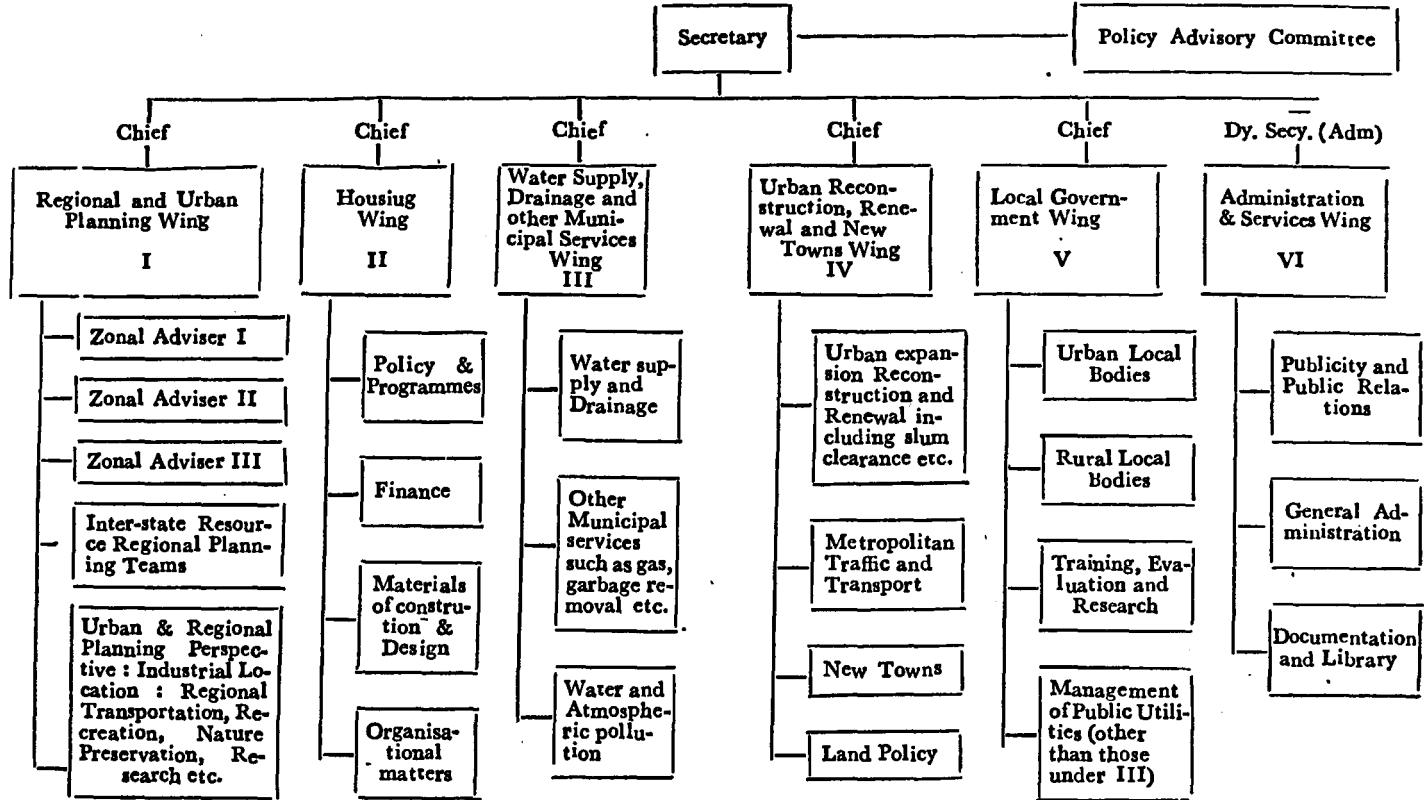 Secretary
Policy Advisory Committee
Chief
Chief
Chief
Chief
Chief
Dy. Secy. (Adm)
Regional and Urban
Planning Wing
I
Housiug
Wing
II
Water Supply,
Drainage and
other Muni-
cipal Services
Wing
III
Urban Recon-
struction, Rene-
wal and New
Towns Wing
IV
Local Govern-
ment Wing
V
Administration
& Services Wing
VI
Zonal Adviser I
Zonal Adviser II
Zonal Adviser III
Inter-state Resour-
ce Regional Plann-
ing Teams
Urban & Regional
Planning Perspec-
tive : Industrial Lo-
cation : Regional
Transportation, Re-
creation, Nature
Preservation, Re-
search etc.
Policy &
Programmes
Finance
Materials
of constru-
tion & 
Design
Organisa-
tional
matters
Water sup-
ply and
Drainage
Other
Municipal
services
such as gas,
garbage re-
moval etc.
Water and
Atmosphe-
ric pollu-
tion
Urban expan-
sion Recon-
struction and
Renewal in-
cluding slum
clearance etc.
Metropolitan
Traffic and
Transport
New Towns
Land Policy
Urban Local
Bodies
Rural Local
Bodies
Training, Eva-
luation and
Research
Management
of Public Utili-
ties (other
than those
under III)
Publicity and
Public Rela-
tions
General Ad-
ministration
Documentation
and Library